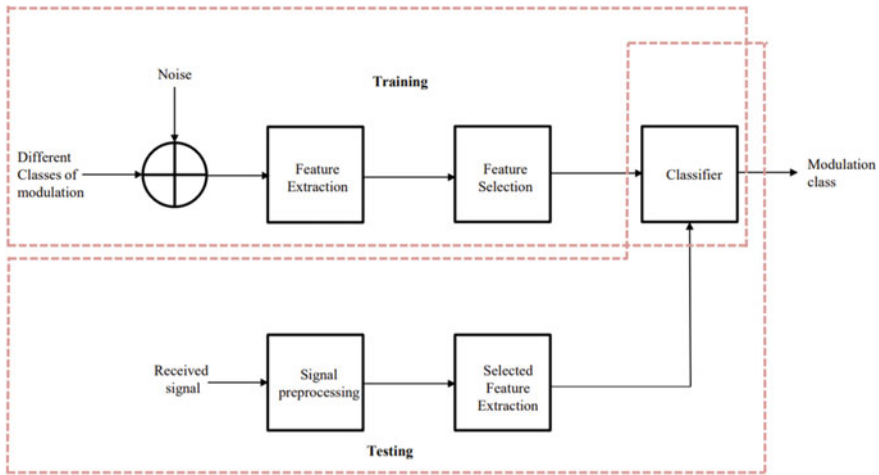 Noise
Training
Different
Classes of
modulation
Feature
Extraction
Feature
Selection
Classifier
Modulation
class
Received
signal
Signal
preprocessing
Selected
Feature
Extraction
Testing